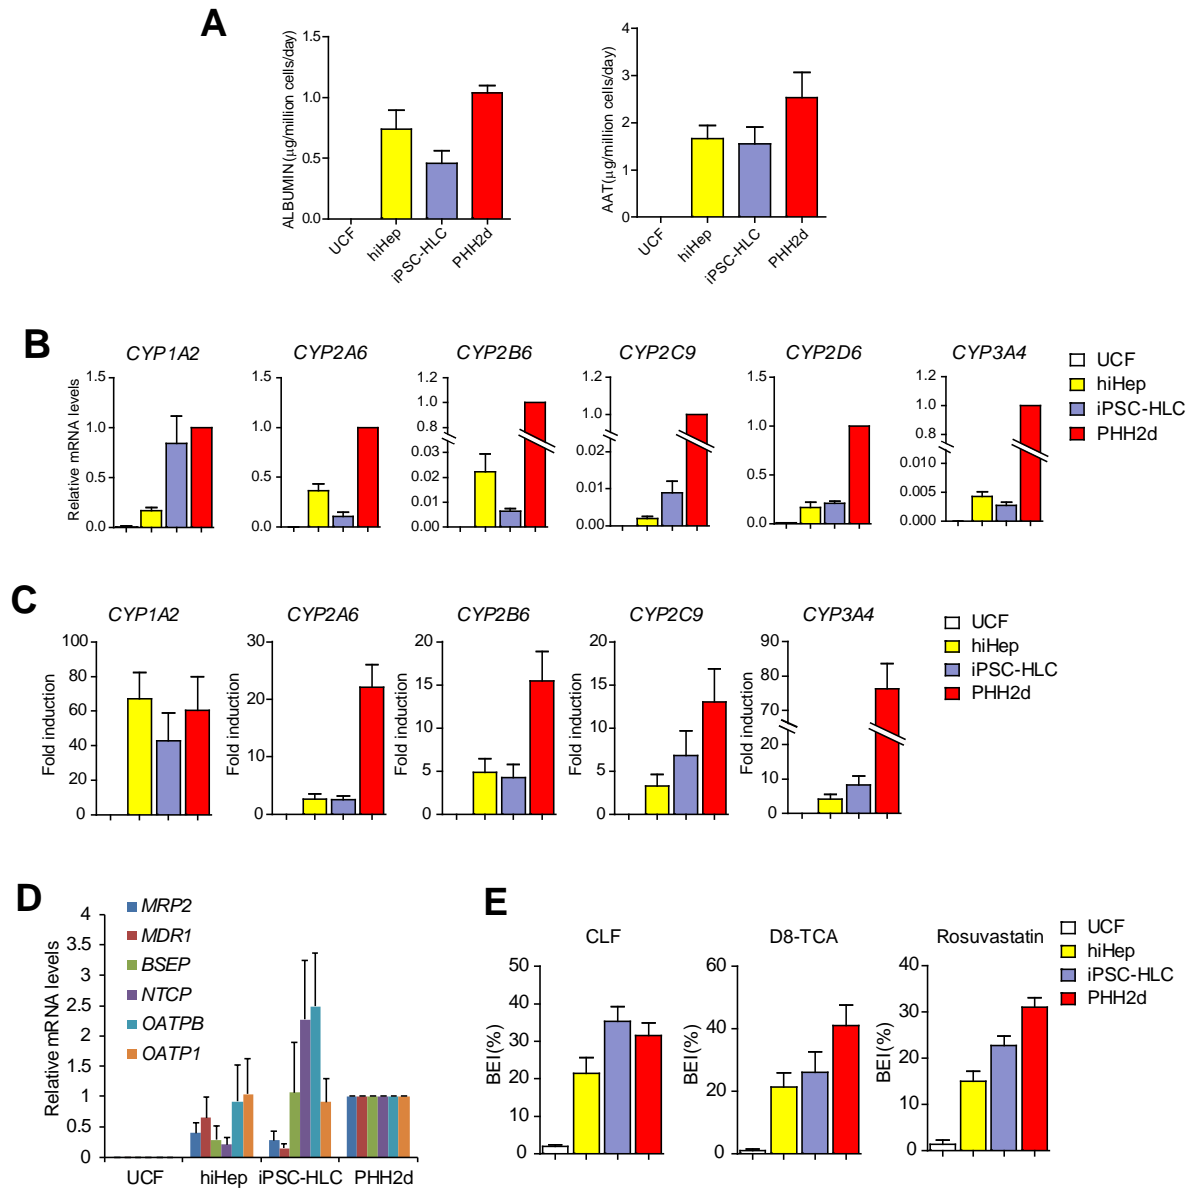 A
ALBUMIN(μg/million cells/day)
1.5
1.0
0.5
0.0
UCF
hiHep
iPSC-HLC
PHH2d
AAT(μg/million cells/day)
4
3
2
1
0
UCF
hiHep
iPSC-HLC
PHH2d
B
CYP1A2
Relative mRNA levels
1.5
1.0
0.5
0.0
CYP2A6
1.5
1.0
0.5
0.0
CYP2B6
1.2
1.0
0.8
0.03
0.02
0.01
0.00
CYP2C9
1.2
1.0
0.02
0.01
0.00
CYP2D6
1.5
1.0
0.5
0.0
CYP3A4
1.2
1.0
0.8
0.010
0.005
0.000
UCF
hiHep
iPSC-HLC
PHH2d
C
CYP1A2
Fold induction
100
80
60
40
20
0
CYP2A6
Fold induction
30
20
10
0
CYP2B6
Fold induction
20
15
10
5
0
CYP2C9
Fold induction
20
15
10
5
0
CYP3A4
Fold induction
90
80
70
20
10
0
UCF
hiHep
iPSC-HLC
PHH2d
D
Relative mRNA levels
4
3.5
3
2.5
2
1.5
1
0.5
0
MRP2
MDR1
BSEP
NTCP
OATPB
OATP1
UCF
hiHep
iPSC-HLC
PHH2d
E
CLF
BEI(%)
50
40
30
20
10
0
D8-TCA
BEI(%)
60
40
20
0
Rosuvastatin
BEI(%)
40
30
20
10
0
UCF
hiHep
iPSC-HLC
PHH2d